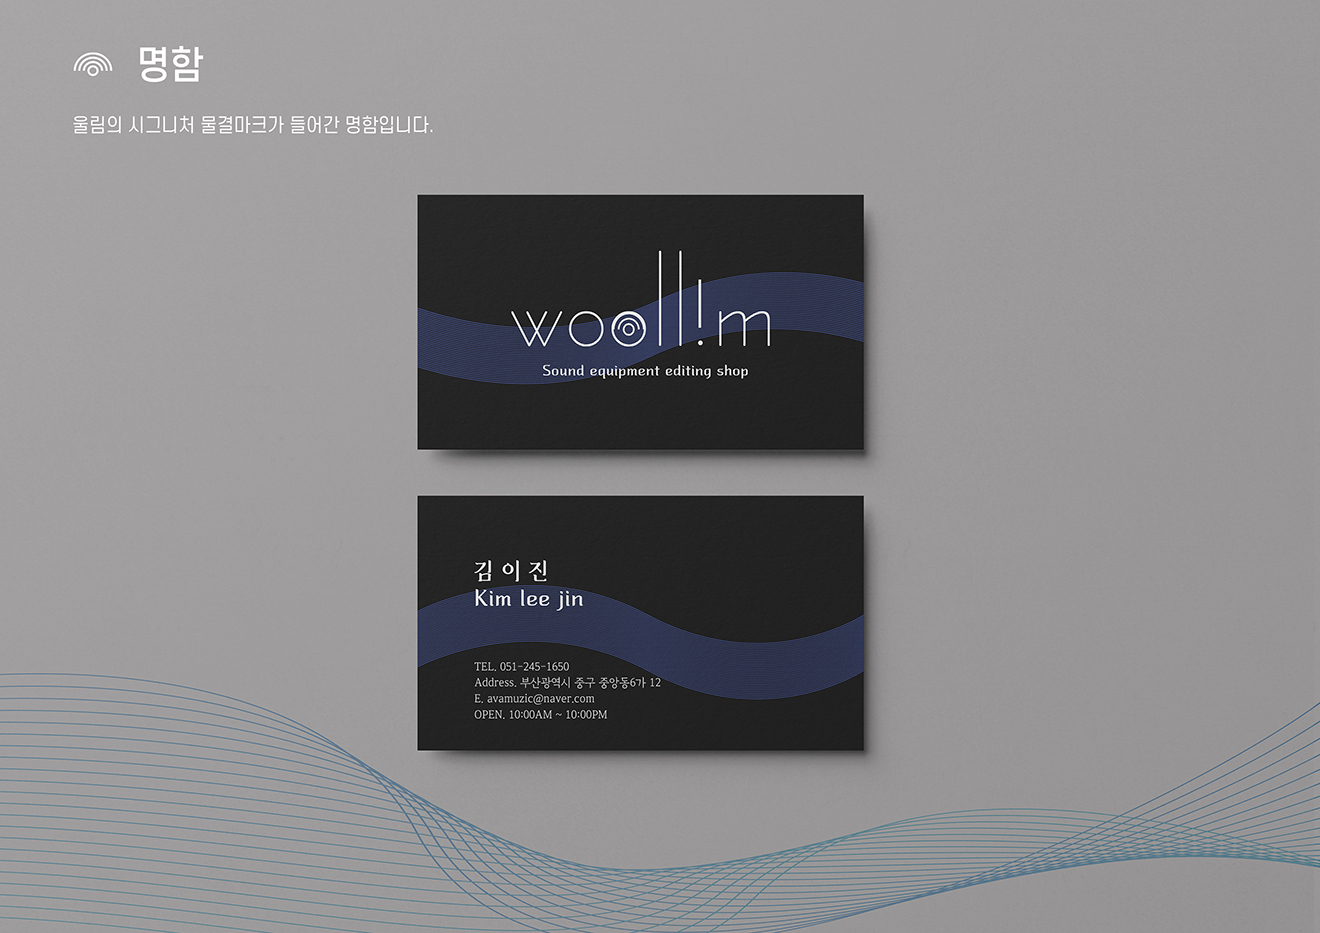 명함
울림의 시그니처 물결마크가 들어간 명함입니다.
woollim
Sound equipment editing shop
김 이 진
Kim lee jin
TEL. 051-245-1650
Address. 부산광역시 중구 중앙동6가 12
E. avamuzic@naver.com
OPEN. 10:00AM ~ 10:00PM